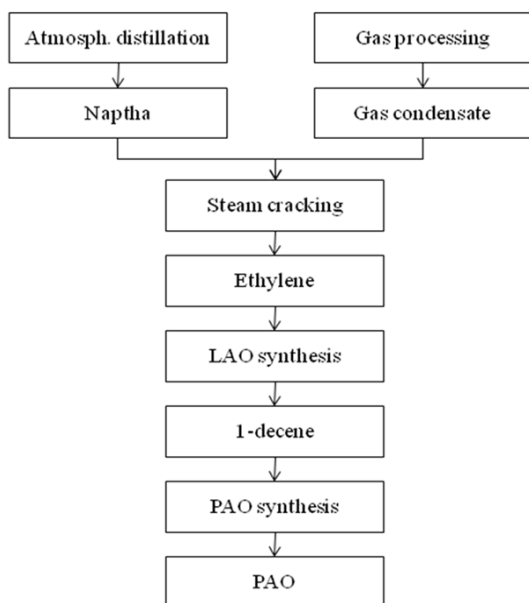 Atmosph. distillation
Gas processing
Naptha
Gas condensate
Steam cracking
Ethylene
LAO synthesis
1-decene
PAO synthesis
PAO